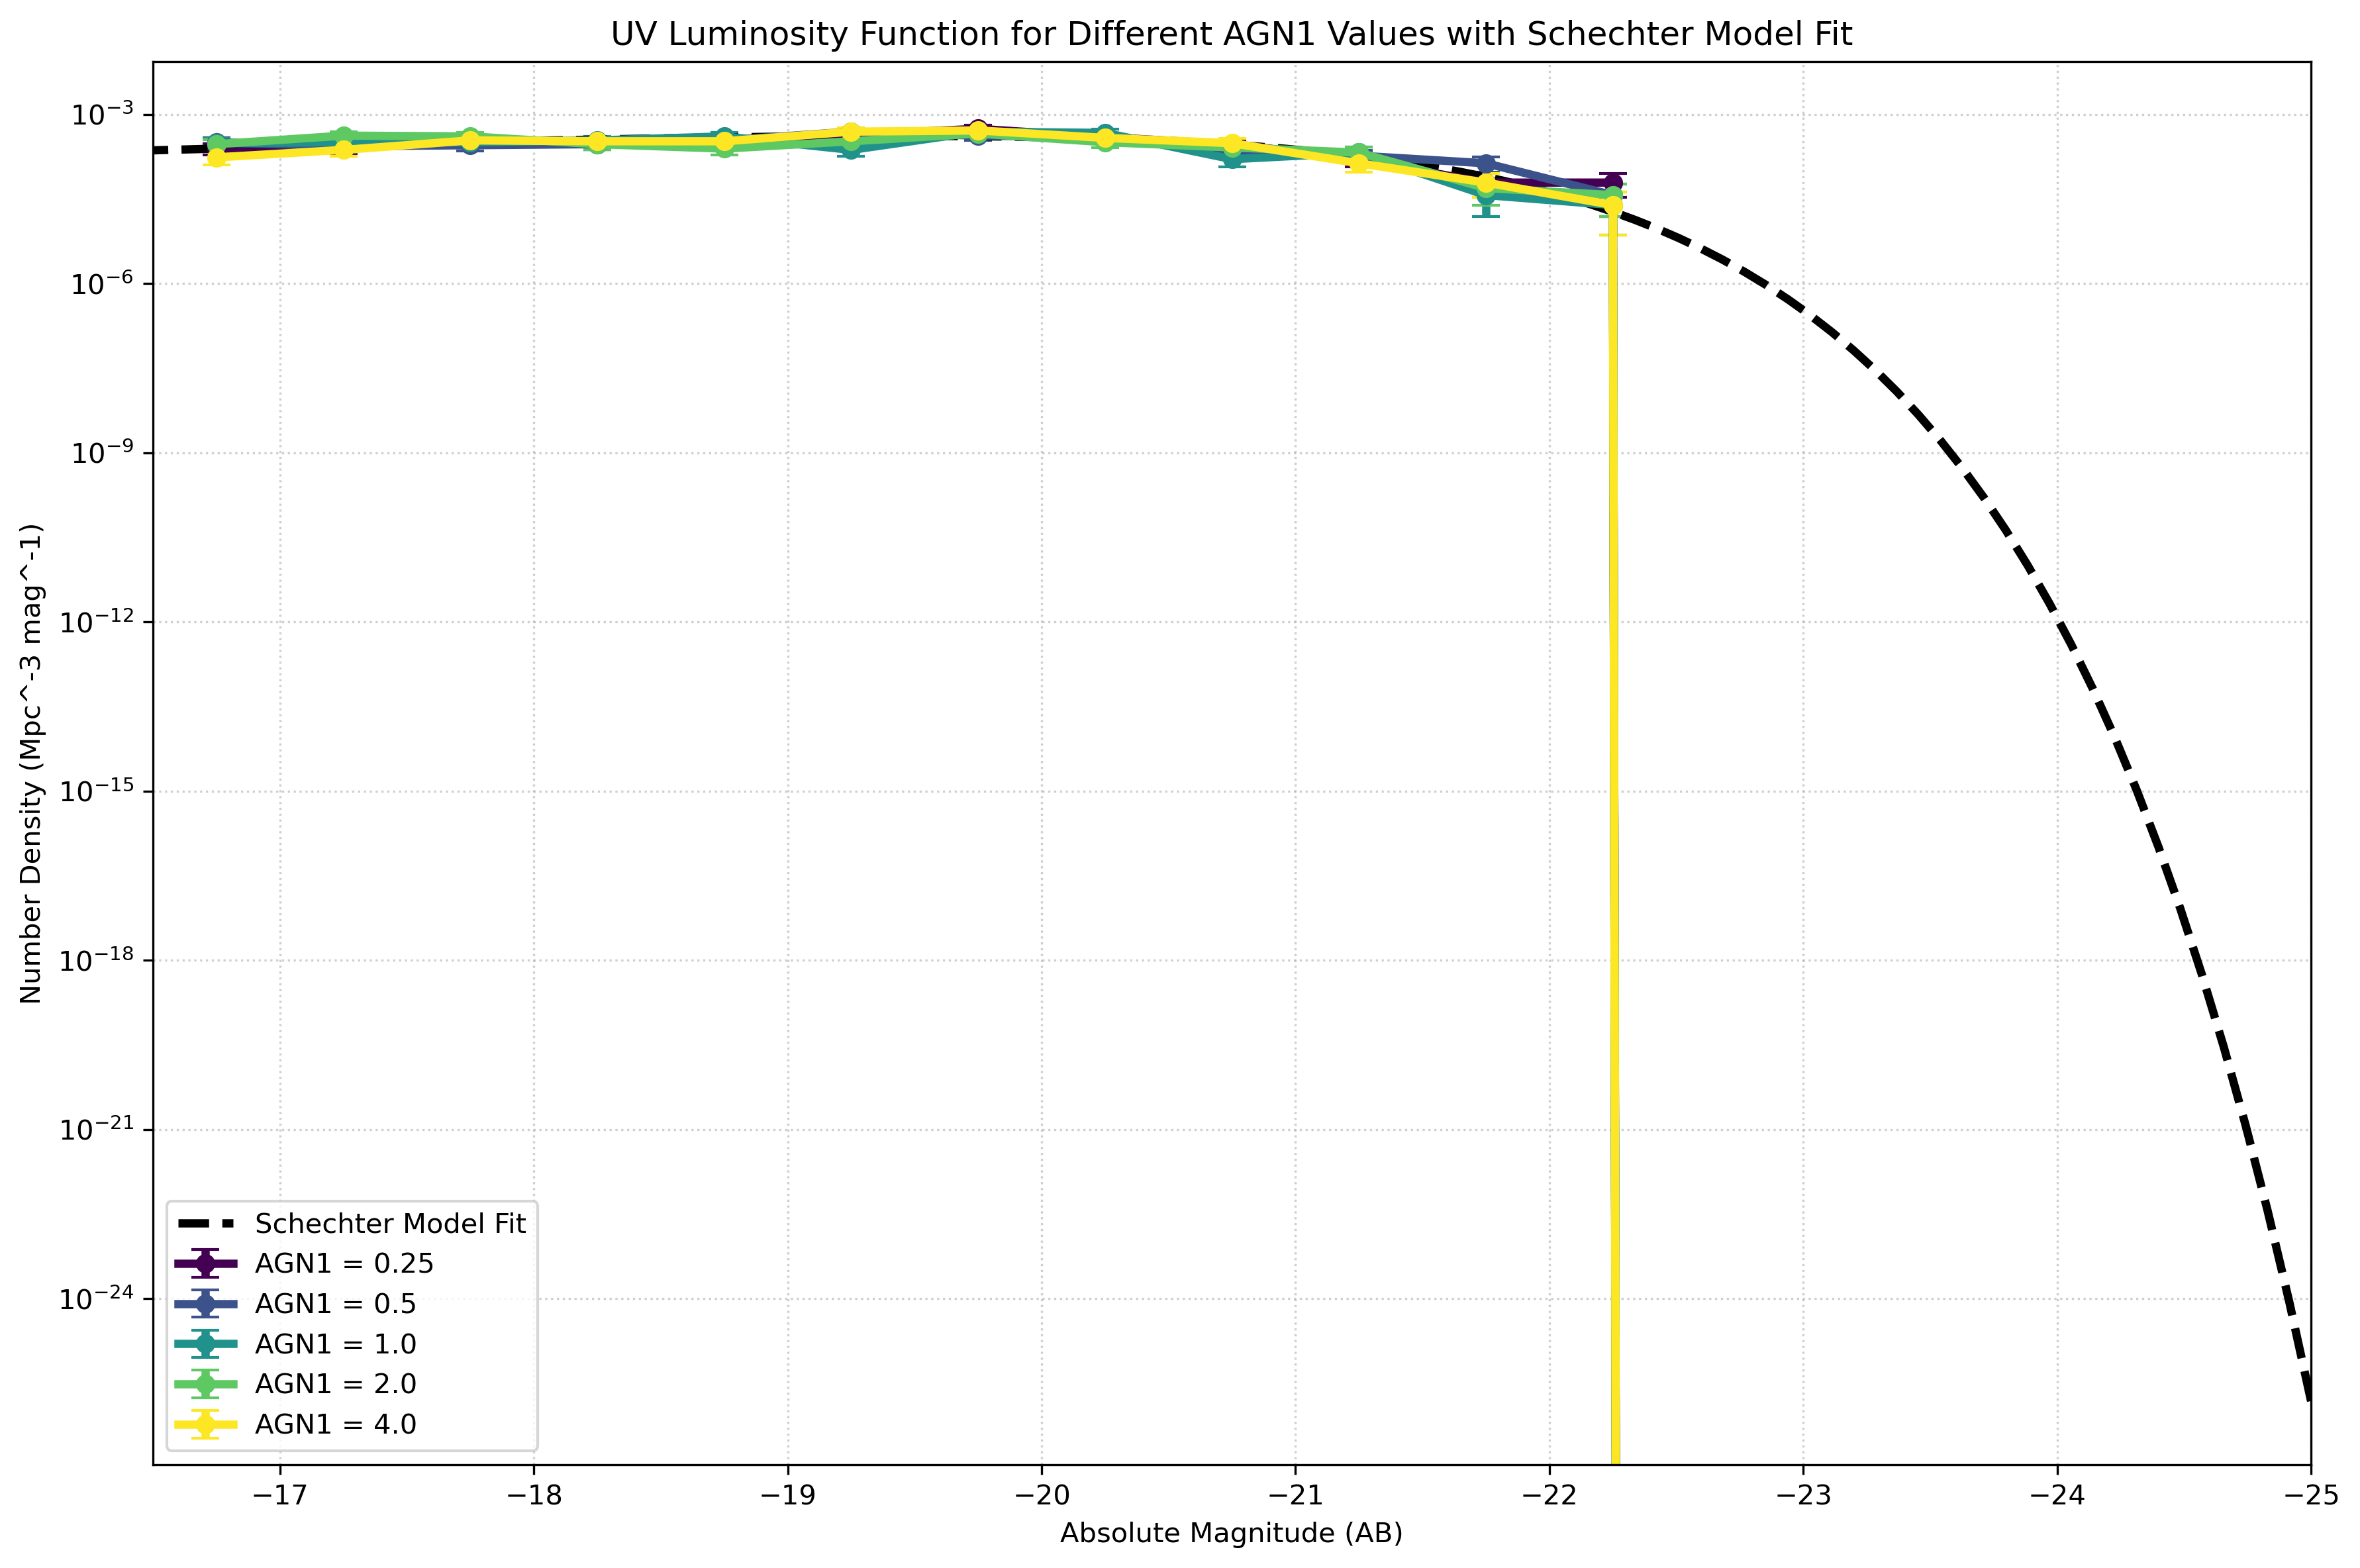 UV Luminosity Function for Different AGN1 Values with Schechter Model Fit
Number Density (Mpc^-3 mag^-1)
10⁻³
10⁻⁶
10⁻⁹
10⁻¹²
10⁻¹⁵
10⁻¹⁸
10⁻²¹
10⁻²⁴
Schechter Model Fit
AGN1 = 0.25
AGN1 = 0.5
AGN1 = 1.0
AGN1 = 2.0
AGN1 = 4.0
−17 −18 −19 −20 −21 −22 −23 −24 −25
Absolute Magnitude (AB)